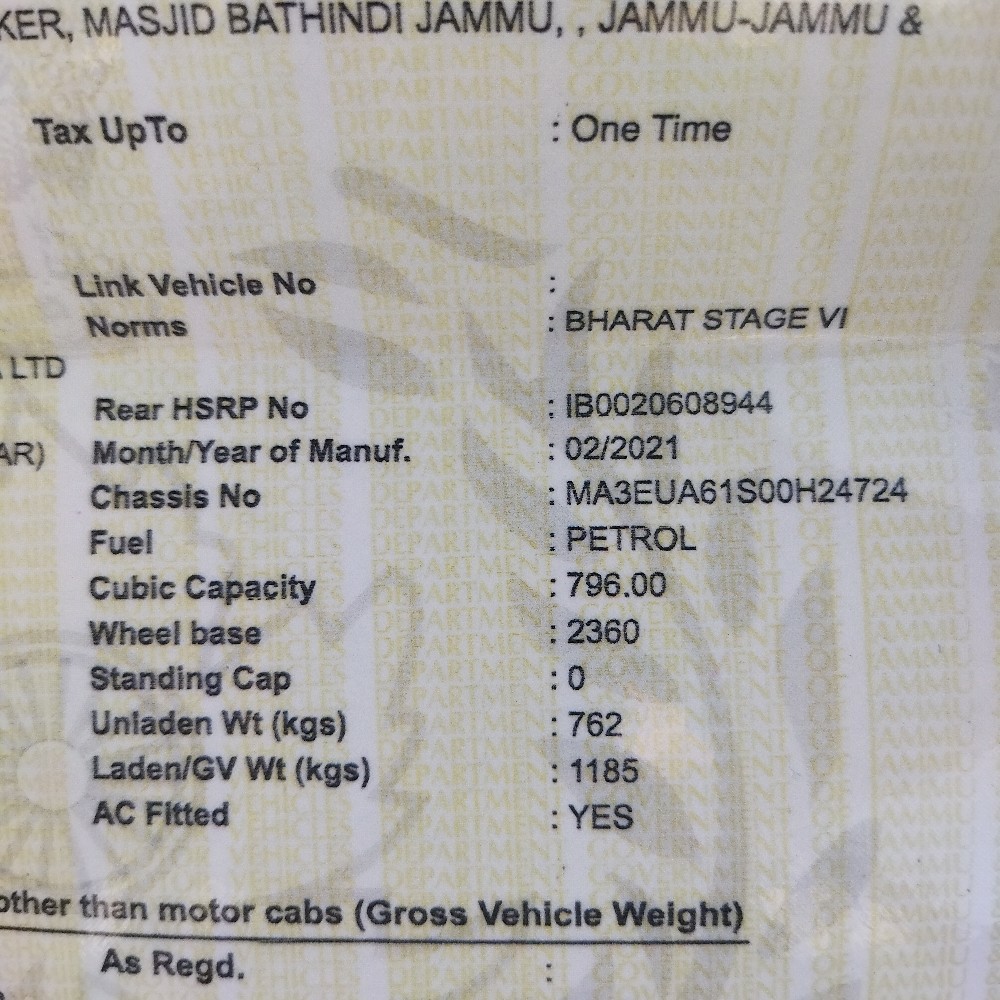 KER, MASJID BATHINDI JAMMU, , JAMMU-JAMMU &
Tax UpTo : One Time
Link Vehicle No :
Norms : BHARAT STAGE VI
LTD
Rear HSRP No : IB0020608944
AR) Month/Year of Manuf. : 02/2021
Chassis No : MA3EUA61S00H24724
Fuel : PETROL
Cubic Capacity : 796.00
Wheel base : 2360
Standing Cap : 0
Unladen Wt (kgs) : 762
Laden/GV Wt (kgs) : 1185
AC Fitted : YES
other than motor cabs (Gross Vehicle Weight)
As Regd. :